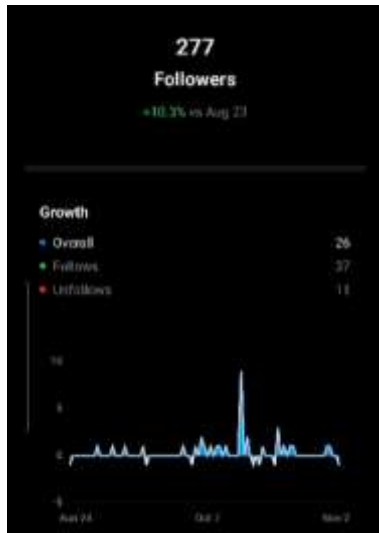 277
Followers
+10.3% vs Aug 23
Growth
Overall 26
Follows 37
Unfollows 11
10
5
0
-5
Aug 24 Oct 1 Nov 2